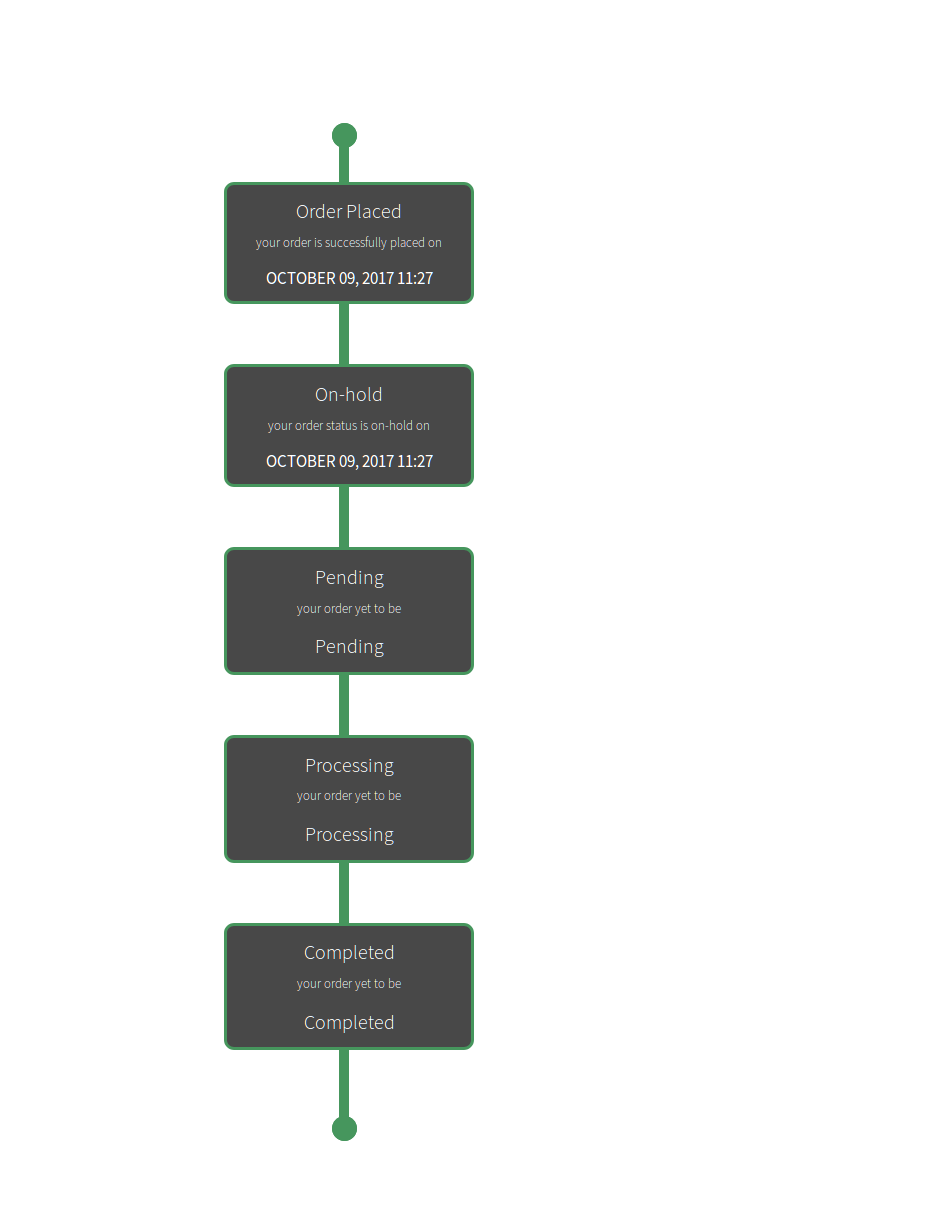 Order Placed
your order is successfully placed on
OCTOBER 09, 2017 11:27
On-hold
your order status is on-hold on
OCTOBER 09, 2017 11:27
Pending
your order yet to be
Pending
Processing
your order yet to be
Processing
Completed
your order yet to be
Completed